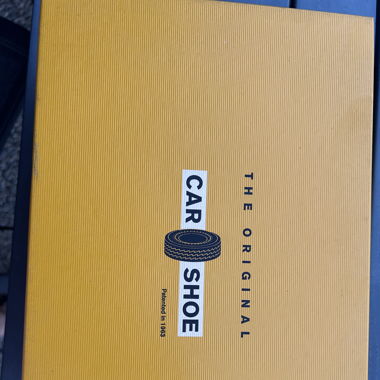 THE ORIGINAL
CAR SHOE
Patented in 1963